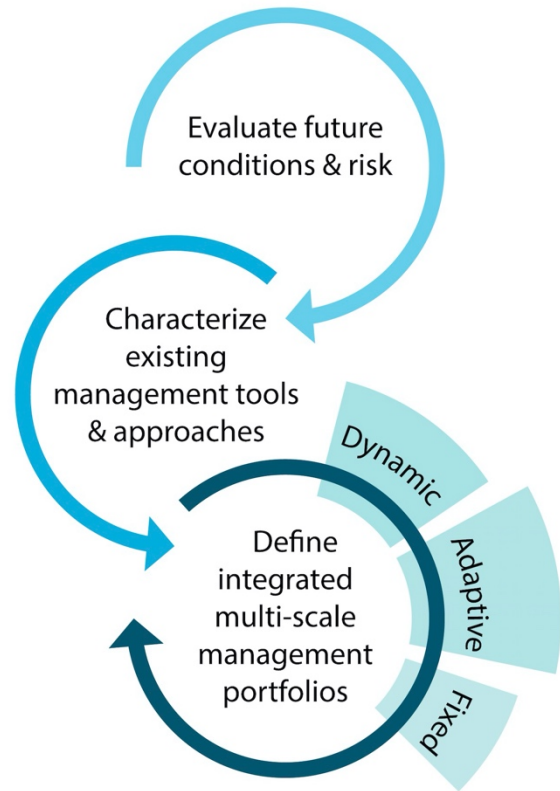 Evaluate future
conditions & risk
Characterize
existing
management tools
& approaches
Dynamic
Adaptive
Fixed
Define
integrated
multi-scale
management
portfolios